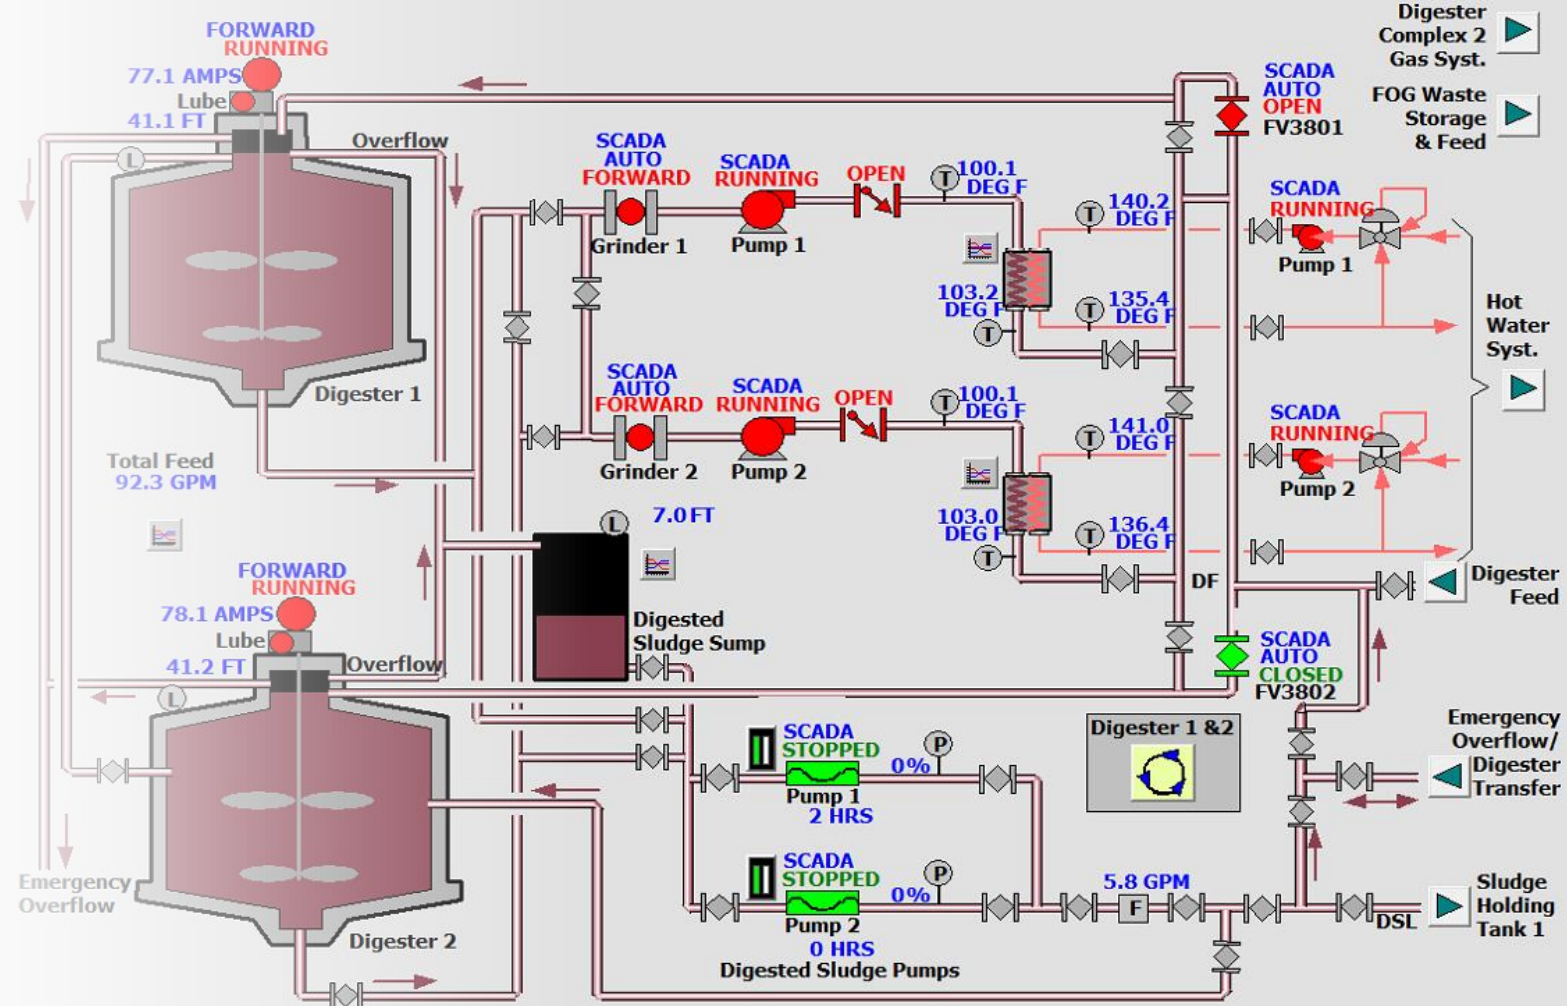 FORWARD
RUNNING
77.1 AMPS
Lube
41.1 FT
Overflow
L
Digester 1
Total Feed
92.3 GPM
FORWARD
RUNNING
78.1 AMPS
Lube
41.2 FT
Overflow
L
Digester 2
Emergency
Overflow
SCADA
AUTO
FORWARD
Grinder 1
SCADA
RUNNING
Pump 1
OPEN
T
100.1
DEG F
T
140.2
DEG F
103.2
DEG F
T
T
135.4
DEG F
SCADA
AUTO
FORWARD
Grinder 2
SCADA
RUNNING
Pump 2
OPEN
T
100.1
DEG F
T
141.0
DEG F
103.0
DEG F
T
T
136.4
DEG F
L
7.0 FT
Digested
Sludge Sump
SCADA
STOPPED
0%
P
Pump 1
2 HRS
SCADA
STOPPED
0%
P
Pump 2
0 HRS
Digested Sludge Pumps
5.8 GPM
F
Digester 1 &2
DF
SCADA
AUTO
OPEN
FV3801
SCADA
AUTO
CLOSED
FV3802
Digester
Complex 2
Gas Syst.
FOG Waste
Storage
& Feed
SCADA
RUNNING
Pump 1
SCADA
RUNNING
Pump 2
Hot
Water
Syst.
Digester
Feed
Emergency
Overflow/
Digester
Transfer
DSL
Sludge
Holding
Tank 1